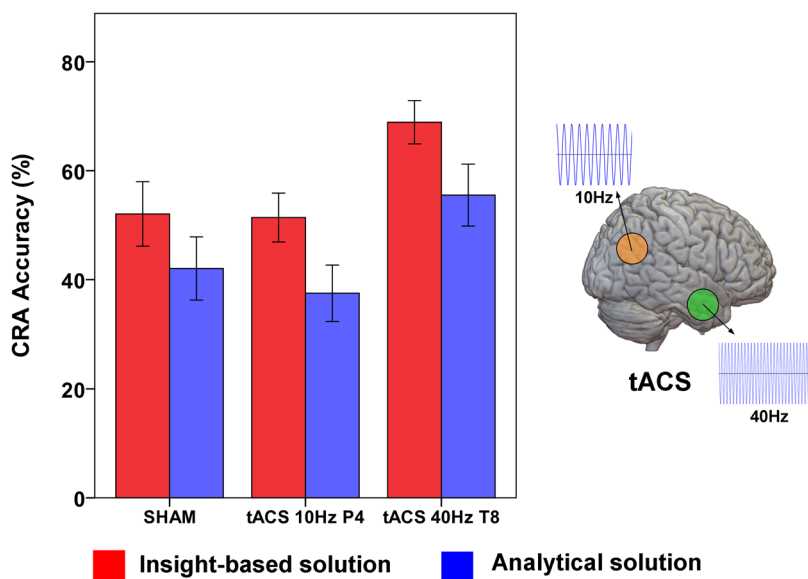 CRA Accuracy (%)
80
60
40
20
0
SHAM
tACS 10Hz P4
tACS 40Hz T8
10Hz
tACS
40Hz
Insight-based solution
Analytical solution